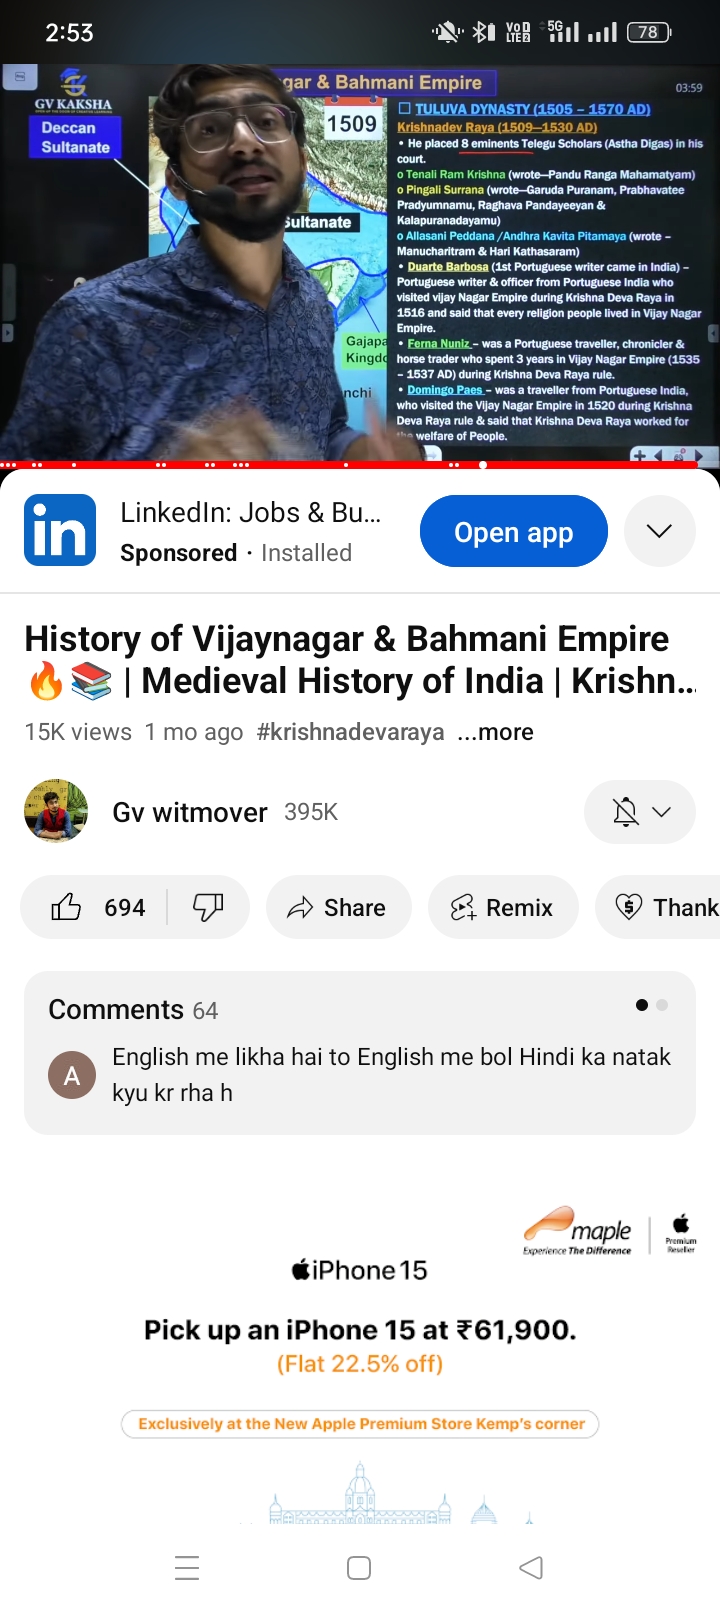 2:53
VoD
LTE2
5G
78
gar & Bahmani Empire
03:59
GV KAKSHA
Deccan
Sultanate
1509
Sultanate
Gajapa
Kingdo
nchi
☐ TULUVA DYNASTY (1505 – 1570 AD)
Krishnadev Raya (1509—1530 AD)
• He placed 8 eminents Telegu Scholars (Astha Digas) in his
court.
o Tenali Ram Krishna (wrote—Pandu Ranga Mahamatyam)
o Pingali Surrana (wrote—Garuda Puranam, Prabhavatee
Pradyumnamu, Raghava Pandayeeyan &
Kalapuranadayamu)
o Allasani Peddana /Andhra Kavita Pitamaya (wrote –
Manucharitram & Hari Kathasaram)
• Duarte Barbosa (1st Portuguese writer came in India) –
Portuguese writer & officer from Portuguese India who
visited vijay Nagar Empire during Krishna Deva Raya in
1516 and said that every religion people lived in Vijay Nagar
Empire.
• Ferna Nuniz – was a Portuguese traveller, chronicler &
horse trader who spent 3 years in Vijay Nagar Empire (1535
– 1537 AD) during Krishna Deva Raya rule.
• Domingo Paes – was a traveller from Portuguese India,
who visited the Vijay Nagar Empire in 1520 during Krishna
Deva Raya rule & said that Krishna Deva Raya worked for
the welfare of People.
in
LinkedIn: Jobs & Bu...
Sponsored · Installed
Open app
History of Vijaynagar & Bahmani Empire
🔥📚 | Medieval History of India | Krishn...
15K views 1 mo ago #krishnadevaraya ...more
Gv witmover 395K
694
Share
Remix
Thank
Comments 64
A
English me likha hai to English me bol Hindi ka natak
kyu kr rha h
maple
Experience The Difference
Premium
Reseller
iPhone 15
Pick up an iPhone 15 at ₹61,900.
(Flat 22.5% off)
Exclusively at the New Apple Premium Store Kemp's corner